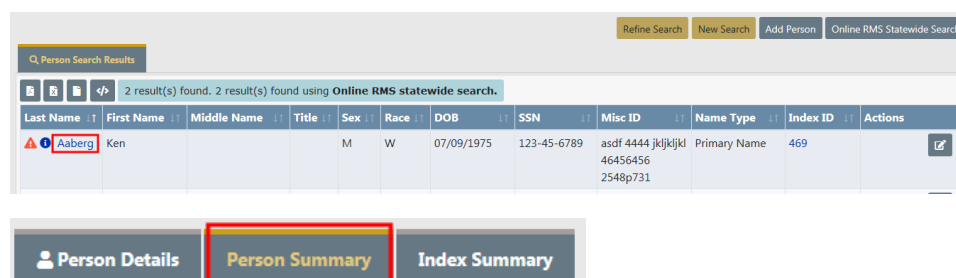 Refine Search New Search Add Person Online RMS Statewide Search
Person Search Results
2 result(s) found. 2 result(s) found using Online RMS statewide search.
Last Name First Name Middle Name Title Sex Race DOB SSN Misc ID Name Type Index ID Actions
Aaberg Ken M W 07/09/1975 123-45-6789 asdf 4444 jkljkljkl Primary Name 469
46456456
2548p731
Person Details Person Summary Index Summary